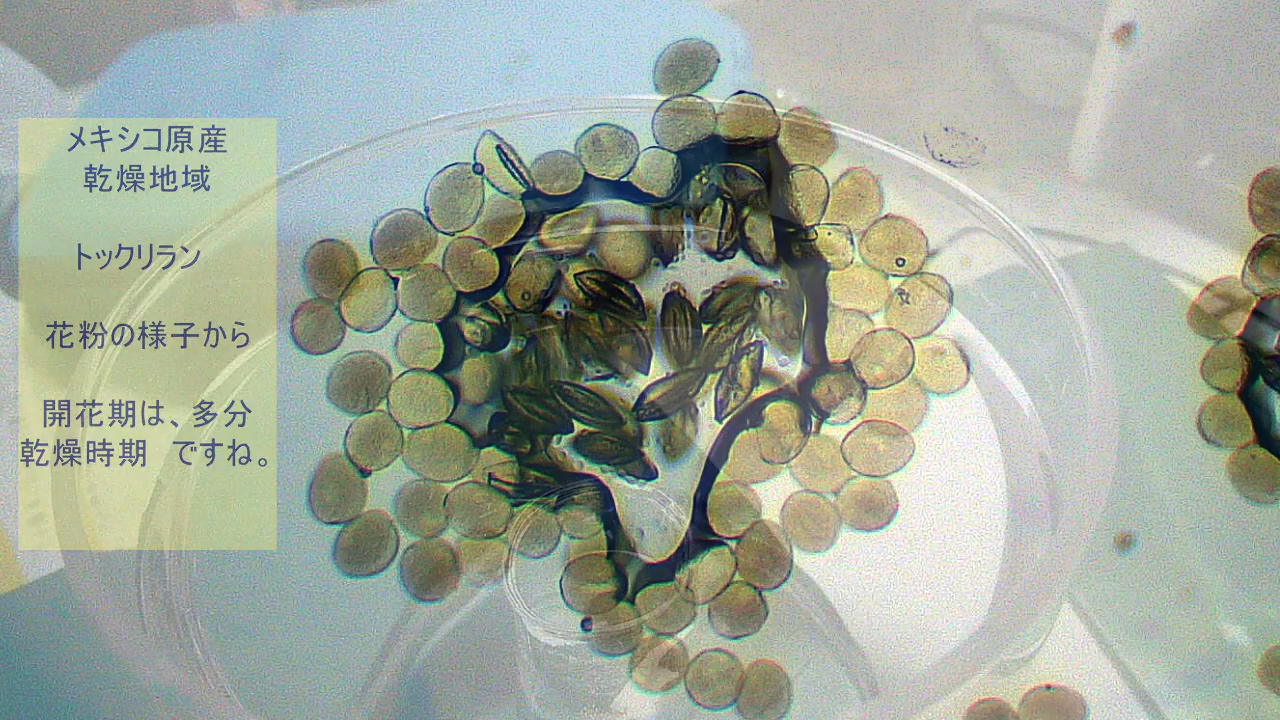 メキシコ原産
乾燥地域
トックリラン
花粉の様子から
開花期は、多分
乾燥時期　ですね。